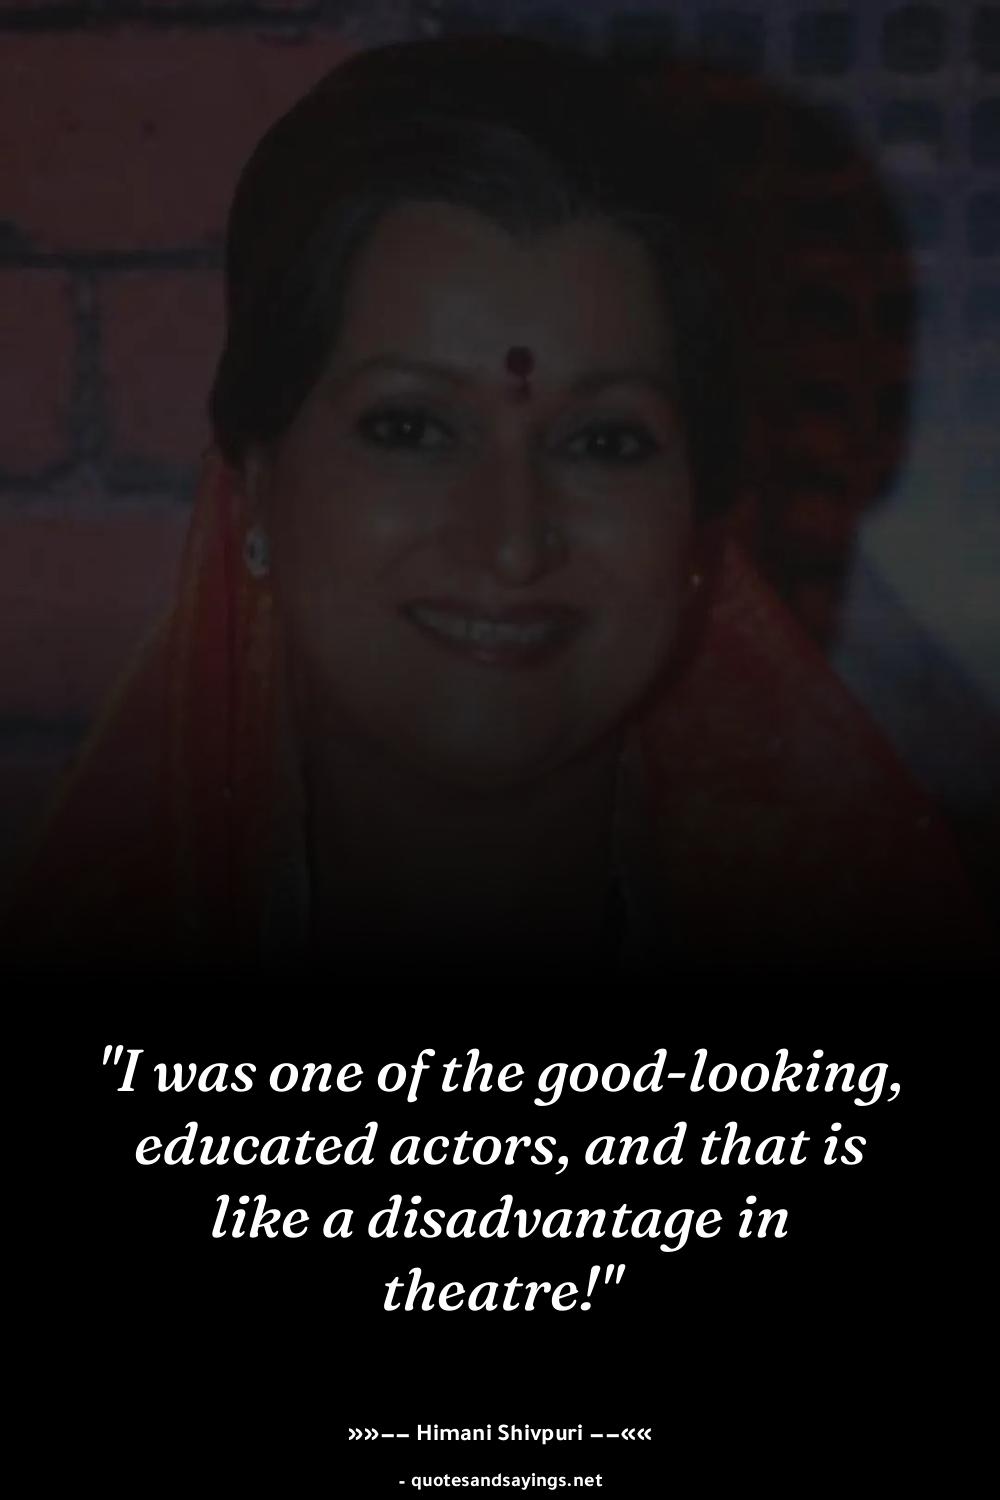 "I was one of the good-looking,
educated actors, and that is
like a disadvantage in
theatre!"
»»−− Himani Shivpuri −−««
- quotesandsayings.net